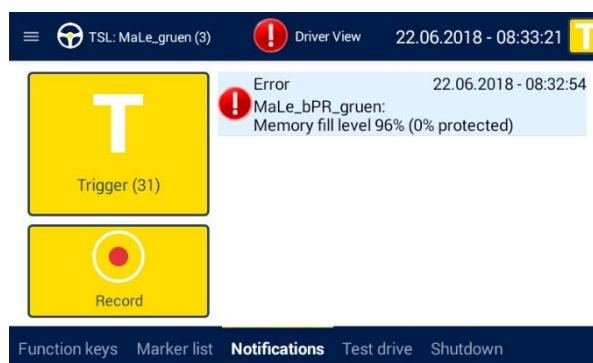 TSL: MaLe_gruen (3)
Driver View
22.06.2018 - 08:33:21
T
T
Trigger (31)
Error
22.06.2018 - 08:32:54
MaLe_bPR_gruen:
Memory fill level 96% (0% protected)
Record
Function keys
Marker list
Notifications
Test drive
Shutdown